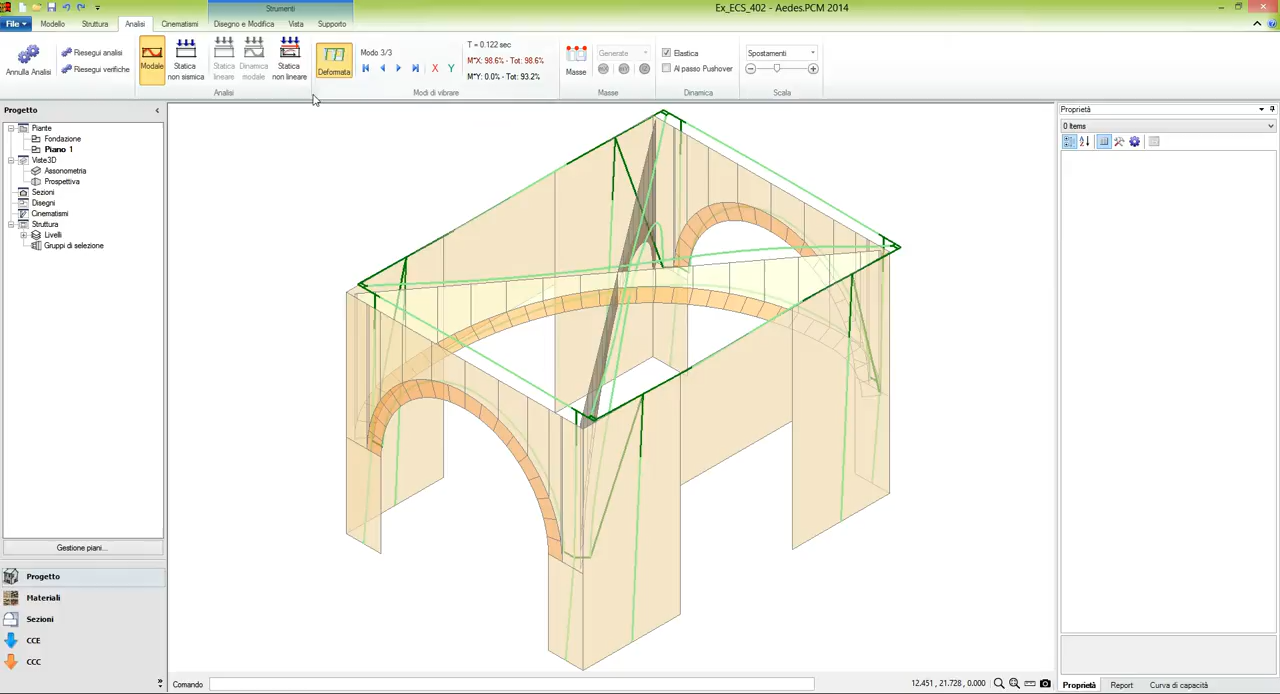 Ex_ECS_402 - Aedes.PCM 2014
Strumenti
File
Modello
Struttura
Analisi
Cinematismi
Disegno e Modifica
Vista
Supporto
Annulla Analisi
Riesegui analisi
Riesegui verifiche
Modale
Statica
non sismica
Statica
lineare
Dinamica
modale
Statica
non lineare
Analisi
Deformata
Modo 3/3
X
Y
T = 0.122 sec
M*X: 98.6% - Tot: 98.6%
M*Y: 0.0% - Tot: 93.2%
Modi di vibrare
Masse
Generate
Masse
Elastica
Al passo Pushover
Dinamica
Spostamenti
Scala
Progetto
Piante
Fondazione
Piano 1
Viste3D
Assonometria
Prospettiva
Sezioni
Disegni
Cinematismi
Struttura
Livelli
Gruppi di selezione
Gestione piani...
Progetto
Materiali
Sezioni
CCE
CCC
Comando
12.451 , 21.728 , 0.000
Proprietà
0 Items
Proprietà
Report
Curva di capacità